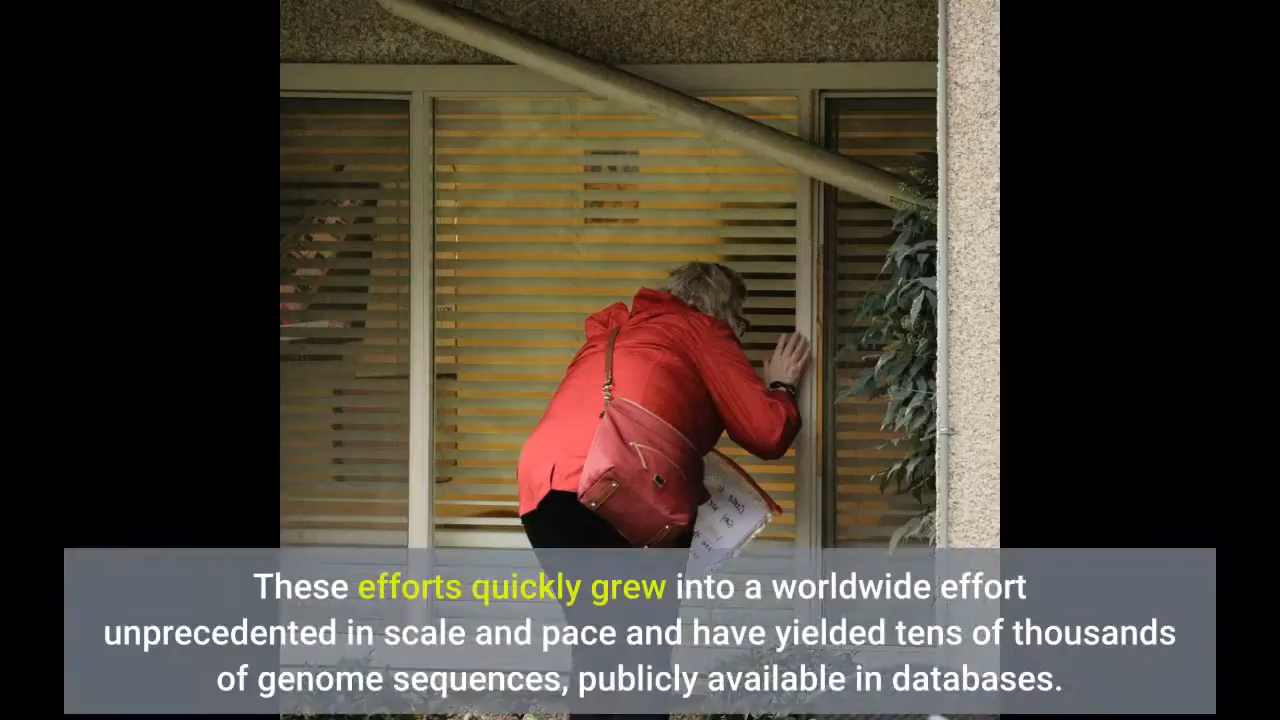 These efforts quickly grew into a worldwide effort
unprecedented in scale and pace and have yielded tens of thousands
of genome sequences, publicly available in databases.